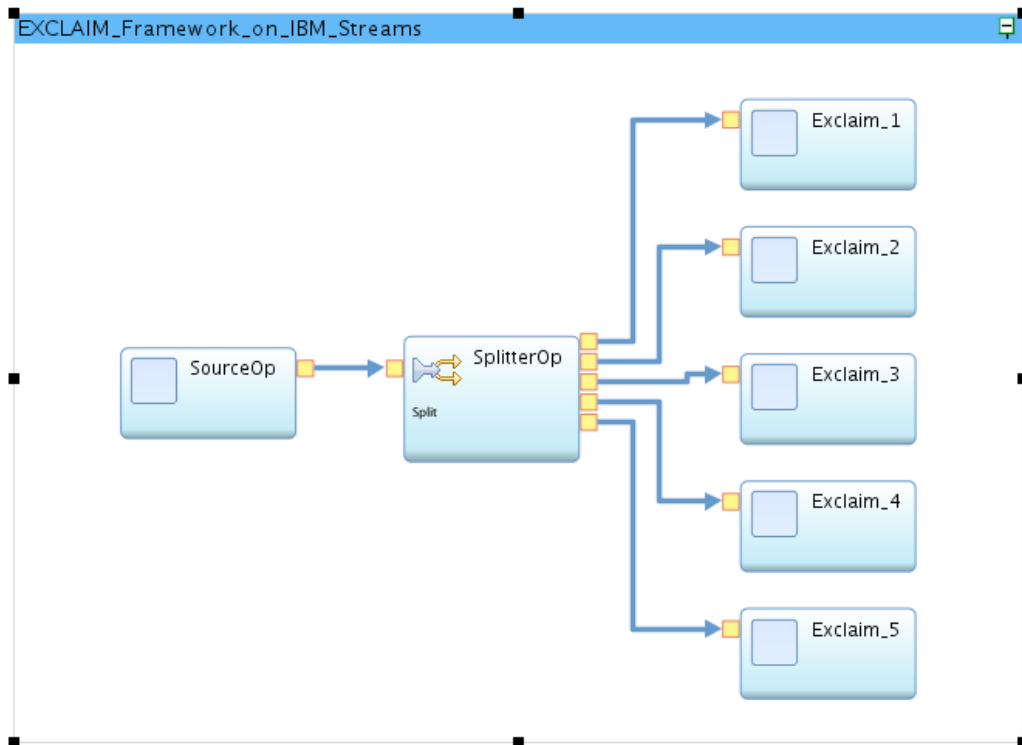 EXCLAIM_Framework_on_IBM_Streams
Exclaim_1
Exclaim_2
SourceOp
SplitterOp
Split
Exclaim_3
Exclaim_4
Exclaim_5